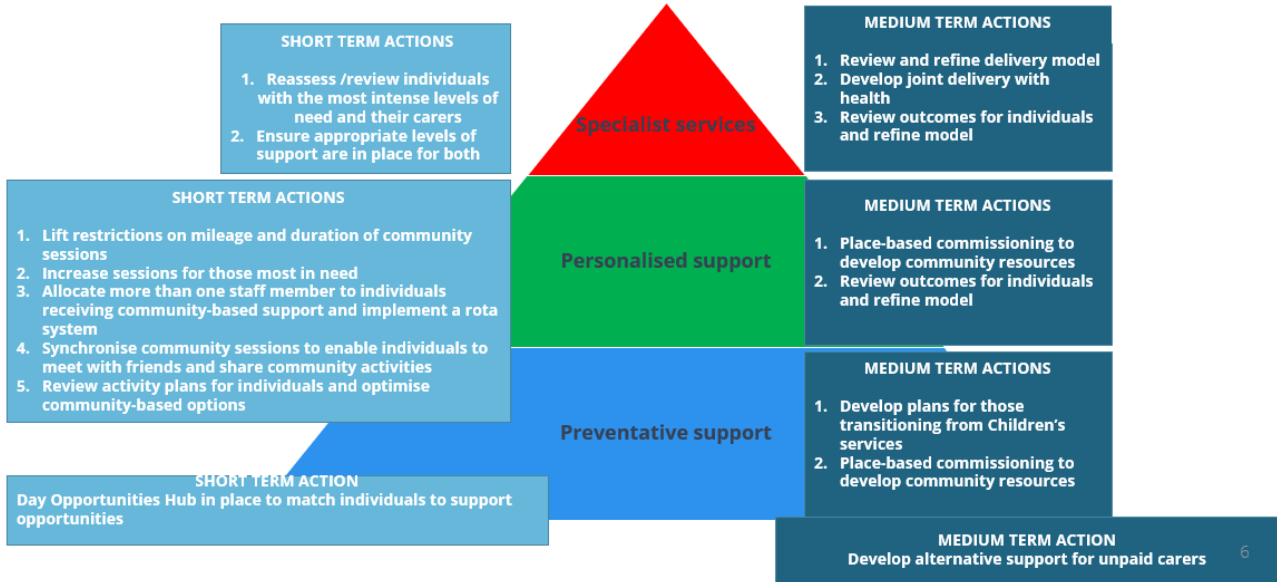 SHORT TERM ACTIONS
1. Reassess /review individuals
with the most intense levels of
need and their carers
2. Ensure appropriate levels of
support are in place for both
Specialist services
MEDIUM TERM ACTIONS
1. Review and refine delivery model
2. Develop joint delivery with
health
3. Review outcomes for individuals
and refine model
SHORT TERM ACTIONS
1. Lift restrictions on mileage and duration of community
sessions
2. Increase sessions for those most in need
3. Allocate more than one staff member to individuals
receiving community-based support and implement a rota
system
4. Synchronise community sessions to enable individuals to
meet with friends and share community activities
5. Review activity plans for individuals and optimise
community-based options
Personalised support
MEDIUM TERM ACTIONS
1. Place-based commissioning to
develop community resources
2. Review outcomes for individuals
and refine model
Preventative support
MEDIUM TERM ACTIONS
1. Develop plans for those
transitioning from Children’s
services
2. Place-based commissioning to
develop community resources
SHORT TERM ACTION
Day Opportunities Hub in place to match individuals to support
opportunities
MEDIUM TERM ACTION
Develop alternative support for unpaid carers
6